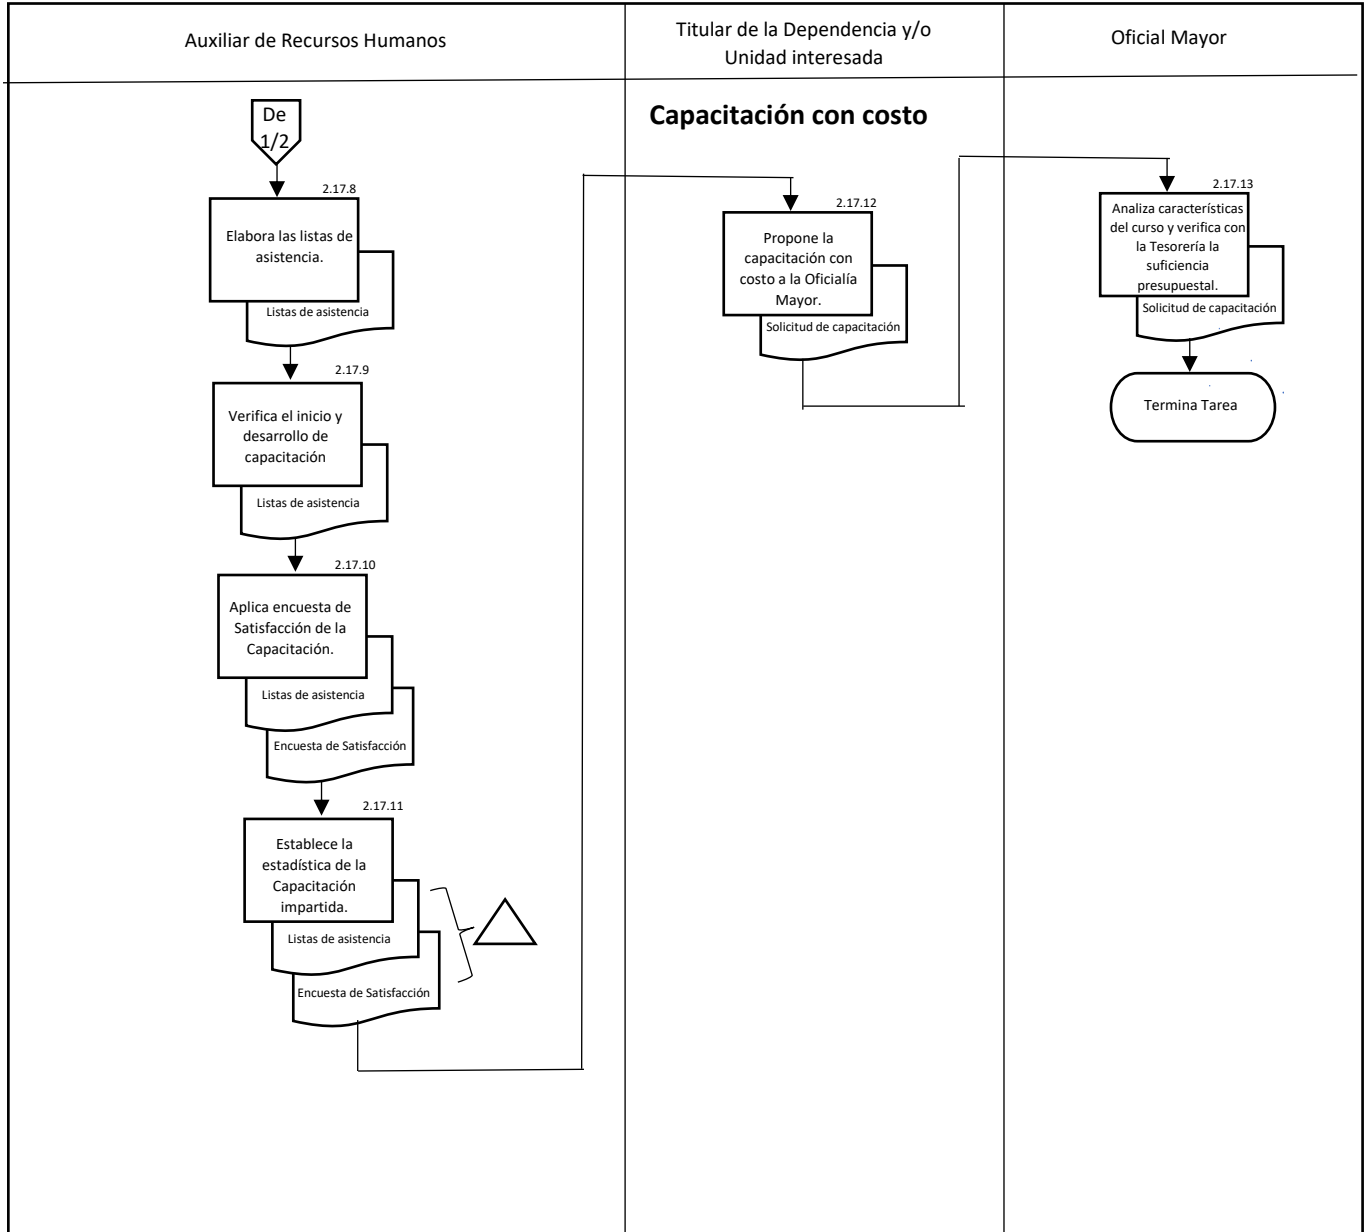 Auxiliar de Recursos Humanos
Titular de la Dependencia y/o
Unidad interesada
Oficial Mayor
De
1/2
2.17.8
Elabora las listas de
asistencia.
Listas de asistencia
2.17.9
Verifica el inicio y
desarrollo de
capacitación
Listas de asistencia
2.17.10
Aplica encuesta de
Satisfacción de la
Capacitación.
Listas de asistencia
Encuesta de Satisfacción
2.17.11
Establece la
estadística de la
Capacitación
impartida.
Listas de asistencia
Encuesta de Satisfacción
Capacitación con costo
2.17.12
Propone la
capacitación con
costo a la Oficialía
Mayor.
Solicitud de capacitación
2.17.13
Analiza características
del curso y verifica con
la Tesorería la
suficiencia
presupuestal.
Solicitud de capacitación
Termina Tarea